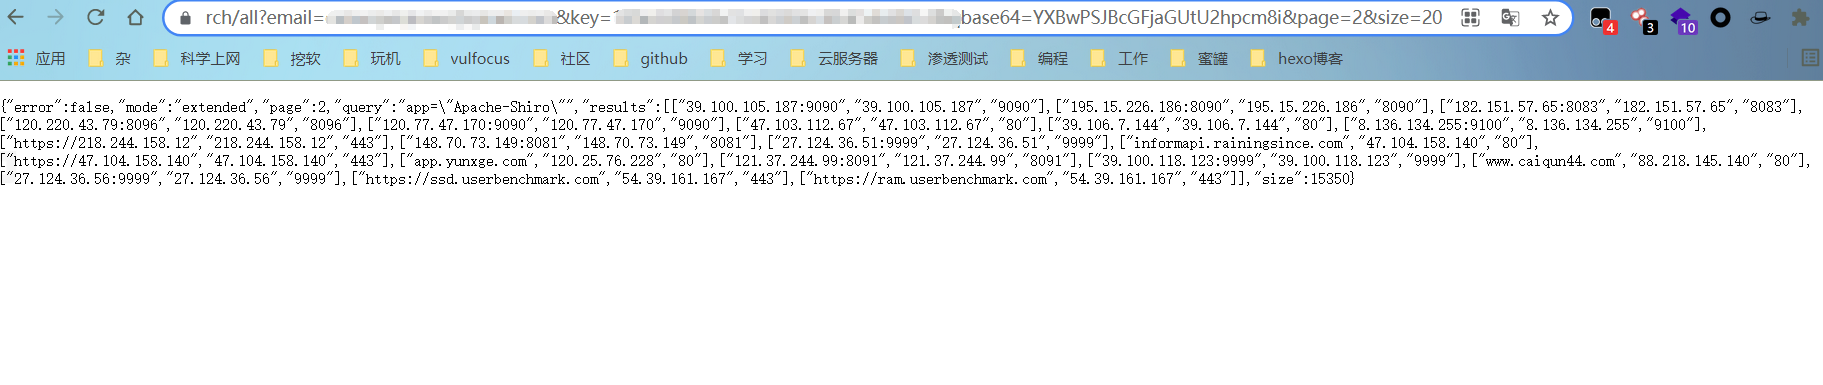 rch/all?email= &key=1 qbase64=YXBwPSJBcGFjaGUtU2hpcm8i&page=2&size=20
4 3 10
应用 杂 科学上网 挖软 玩机 vulfocus 社区 github 学习 云服务器 渗透测试 编程 工作 蜜罐 hexo博客
{"error":false,"mode":"extended","page":2,"query":"app=\"Apache-Shiro\"","results":[["39.100.105.187:9090","39.100.105.187","9090"],["195.15.226.186:8090","195.15.226.186","8090"],["182.151.57.65:8083","182.151.57.65","8083"],
["120.220.43.79:8096","120.220.43.79","8096"],["120.77.47.170:9090","120.77.47.170","9090"],["47.103.112.67","47.103.112.67","80"],["39.106.7.144","39.106.7.144","80"],["8.136.134.255:9100","8.136.134.255","9100"],
["https://218.244.158.12","218.244.158.12","443"],["148.70.73.149:8081","148.70.73.149","8081"],["27.124.36.51:9999","27.124.36.51","9999"],["informapi.rainingsince.com","47.104.158.140","80"],
["https://47.104.158.140","47.104.158.140","443"],["app.yunxge.com","120.25.76.228","80"],["121.37.244.99:8091","121.37.244.99","8091"],["39.100.118.123:9999","39.100.118.123","9999"],["www.caiqun44.com","88.218.145.140","80"],
["27.124.36.56:9999","27.124.36.56","9999"],["https://ssd.userbenchmark.com","54.39.161.167","443"],["https://ram.userbenchmark.com","54.39.161.167","443"]],"size":15350}